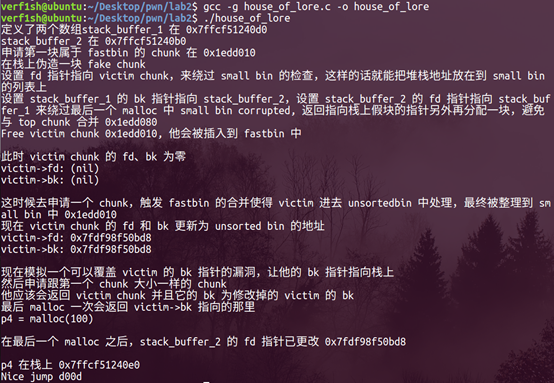 verf1sh@ubuntu:~/Desktop/pwn/lab2$ gcc -g house_of_lore.c -o house_of_lore
verf1sh@ubuntu:~/Desktop/pwn/lab2$ ./house_of_lore
定义了两个数组stack_buffer_1 在 0x7ffcf51240d0
stack_buffer_2 在 0x7ffcf51240b0
申请第一块属于 fastbin 的 chunk 在 0x1edd010
在栈上伪造一块 fake chunk
设置 fd 指针指向 victim chunk，来绕过 small bin 的检查，这样的话就能把堆栈地址放在到 small bin
的列表上
设置 stack_buffer_1 的 bk 指针指向 stack_buffer_2，设置 stack_buffer_2 的 fd 指针指向 stack_buf
fer_1 来绕过最后一个 malloc 中 small bin corrupted, 返回指向栈上假块的指针另外再分配一块，避免
与 top chunk 合并 0x1edd080
Free victim chunk 0x1edd010, 他会被插入到 fastbin 中
此时 victim chunk 的 fd、bk 为零
victim->fd: (nil)
victim->bk: (nil)
这时候去申请一个 chunk，触发 fastbin 的合并使得 victim 进去 unsortedbin 中处理，最终被整理到 sm
all bin 中 0x1edd010
现在 victim chunk 的 fd 和 bk 更新为 unsorted bin 的地址
victim->fd: 0x7fdf98f50bd8
victim->bk: 0x7fdf98f50bd8
现在模拟一个可以覆盖 victim 的 bk 指针的漏洞，让他的 bk 指针指向栈上
然后申请跟第一个 chunk 大小一样的 chunk
他应该会返回 victim chunk 并且它的 bk 为修改掉的 victim 的 bk
最后 malloc 一次会返回 victim->bk 指向的那里
p4 = malloc(100)
在最后一个 malloc 之后，stack_buffer_2 的 fd 指针已更改 0x7fdf98f50bd8
p4 在栈上 0x7ffcf51240e0
Nice jump d00d